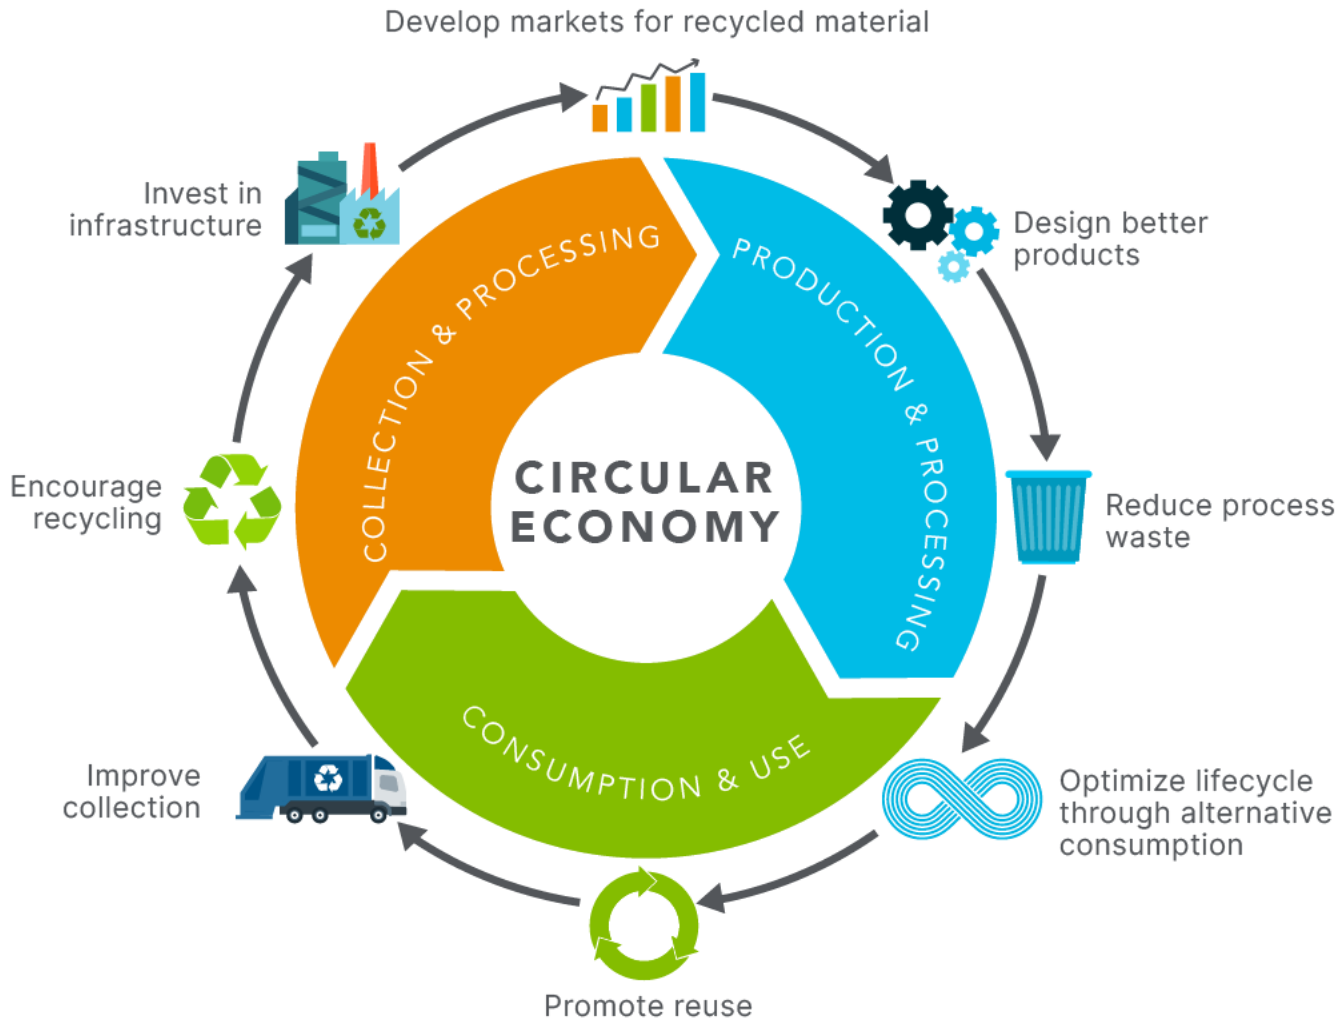 Develop markets for recycled material
Invest in
infrastructure
Design better
products
COLLECTION & PROCESSING
PRODUCTION & PROCESSING
CIRCULAR
ECONOMY
Encourage
recycling
Reduce process
waste
CONSUMPTION & USE
Improve
collection
Optimize lifecycle
through alternative
consumption
Promote reuse